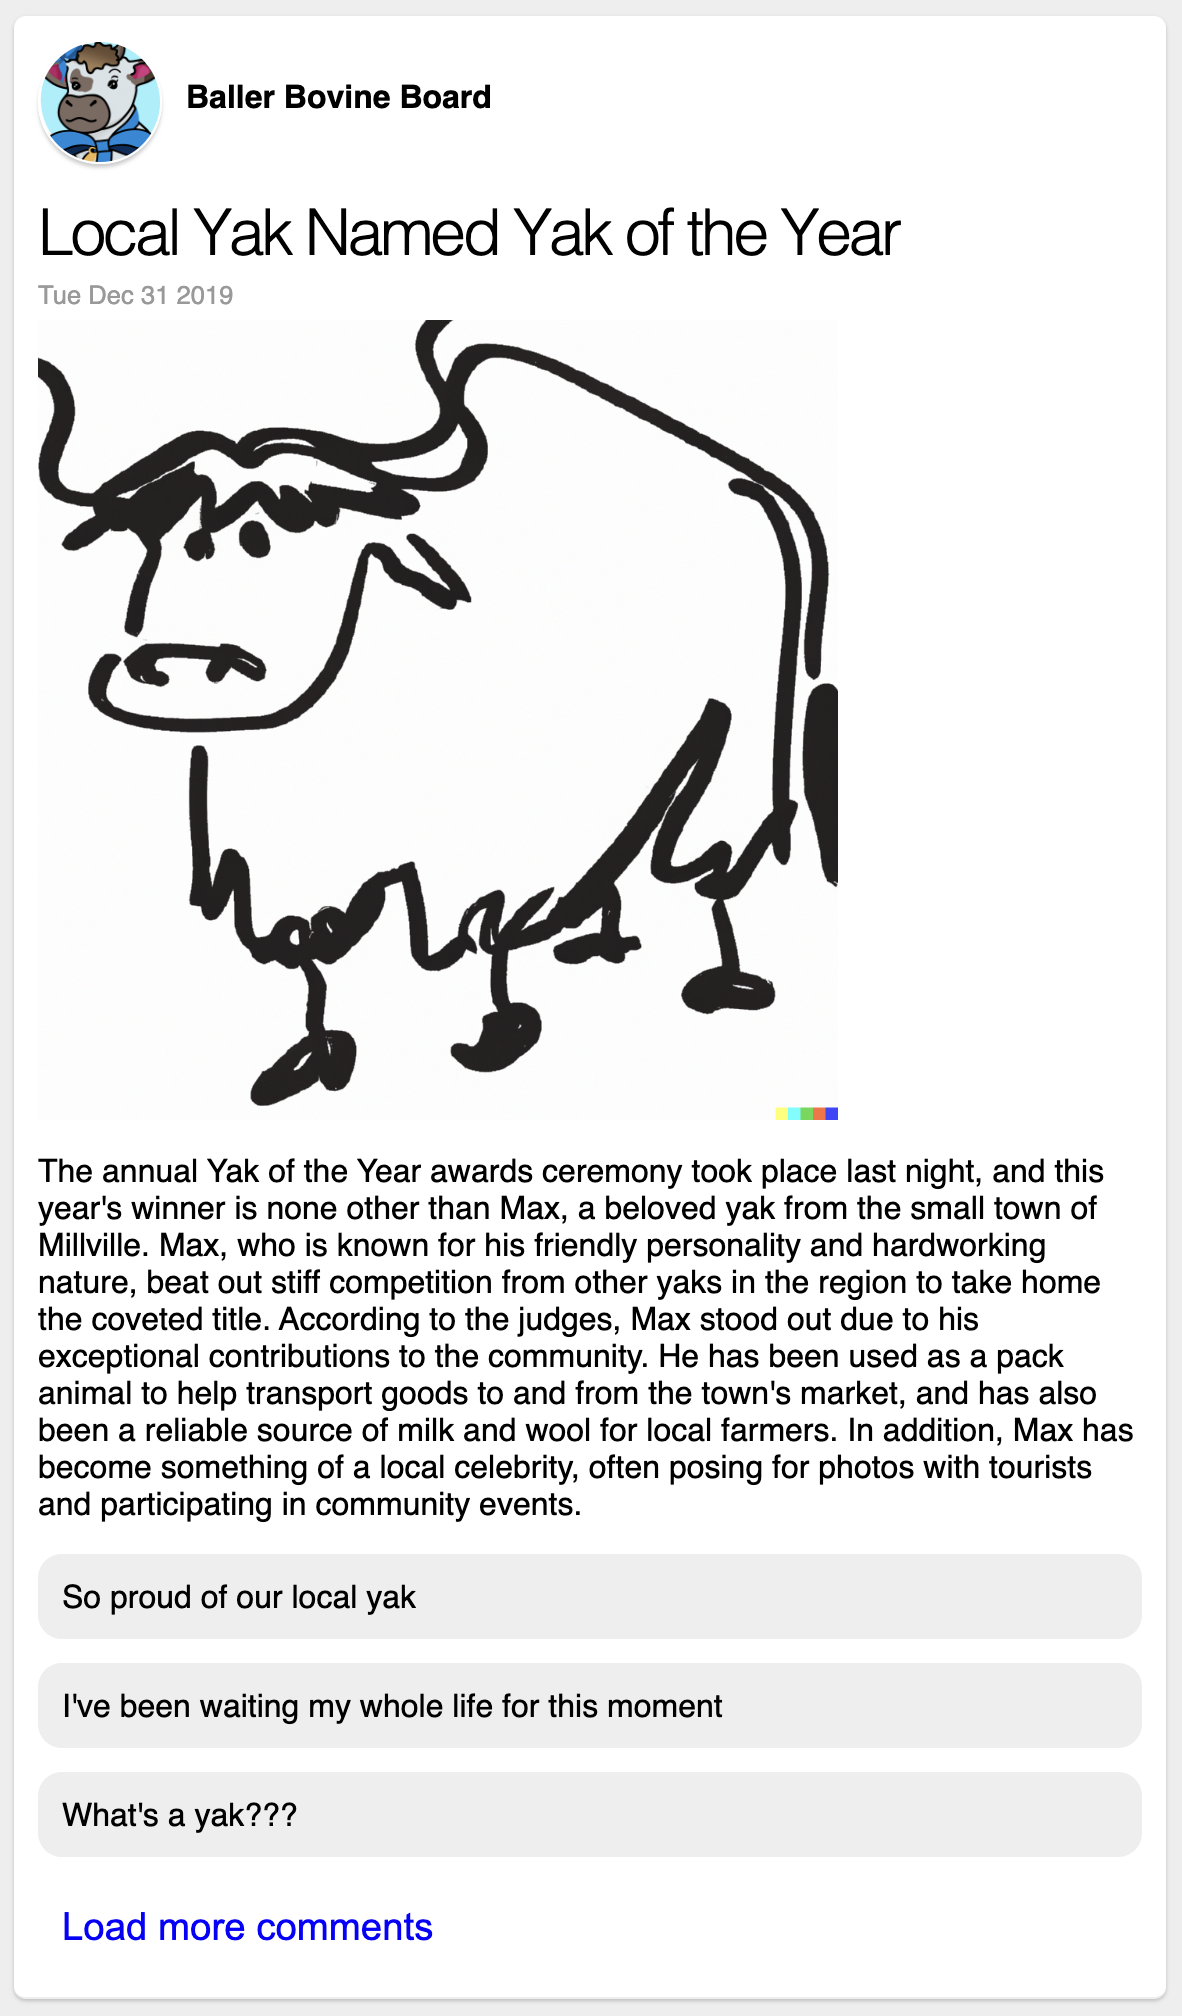 Baller Bovine Board
Local Yak Named Yak of the Year
Tue Dec 31 2019
The annual Yak of the Year awards ceremony took place last night, and this
year's winner is none other than Max, a beloved yak from the small town of
Millville. Max, who is known for his friendly personality and hardworking
nature, beat out stiff competition from other yaks in the region to take home
the coveted title. According to the judges, Max stood out due to his
exceptional contributions to the community. He has been used as a pack
animal to help transport goods to and from the town's market, and has also
been a reliable source of milk and wool for local farmers. In addition, Max has
become something of a local celebrity, often posing for photos with tourists
and participating in community events.
So proud of our local yak
I've been waiting my whole life for this moment
What's a yak???
Load more comments